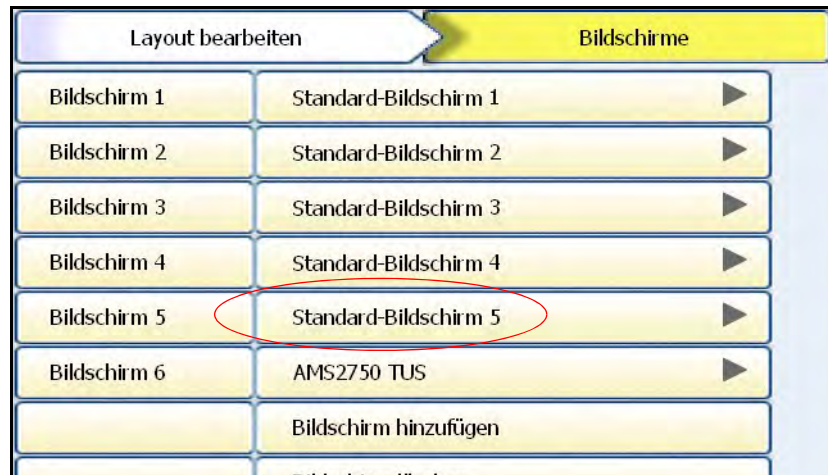 Layout bearbeiten Bildschirme
Bildschirm 1 Standard-Bildschirm 1
Bildschirm 2 Standard-Bildschirm 2
Bildschirm 3 Standard-Bildschirm 3
Bildschirm 4 Standard-Bildschirm 4
Bildschirm 5 Standard-Bildschirm 5
Bildschirm 6 AMS2750 TUS
Bildschirm hinzufügen